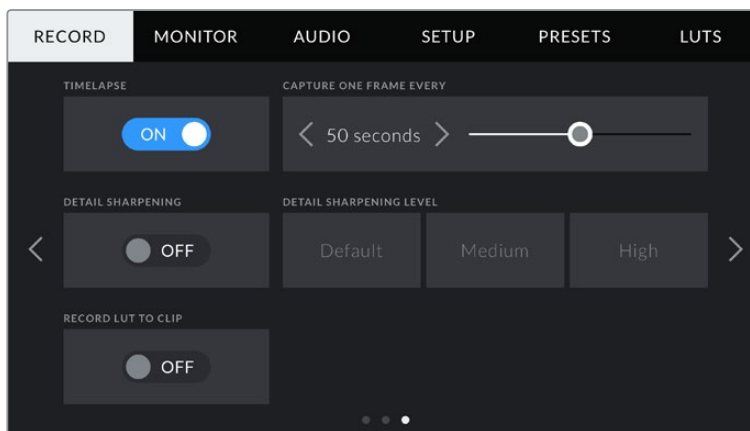 RECORD MONITOR AUDIO SETUP PRESETS LUTS
TIMELAPSE CAPTURE ONE FRAME EVERY
ON 50 seconds
DETAIL SHARPENING DETAIL SHARPENING LEVEL
OFF Default Medium High
RECORD LUT TO CLIP
OFF